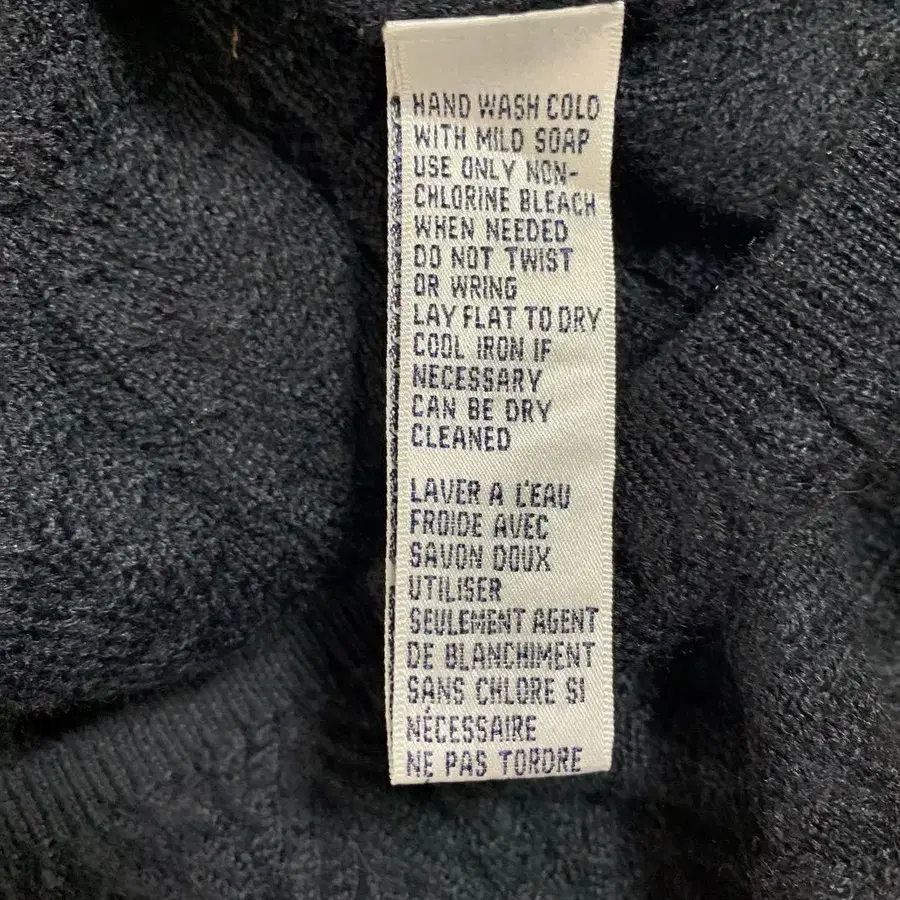 HAND WASH COLD
WITH MILD SOAP
USE ONLY NON-
CHLORINE BLEACH
WHEN NEEDED
DO NOT TWIST
OR WRING
LAY FLAT TO DRY
COOL IRON IF
NECESSARY
CAN BE DRY
CLEANED
LAVER A L'EAU
FROIDE AVEC
SAVON DOUX
UTILISER
SEULEMENT AGENT
DE BLANCHIMENT
SANS CHLORE SI
NÉCESSAIRE
NE PAS TORDRE